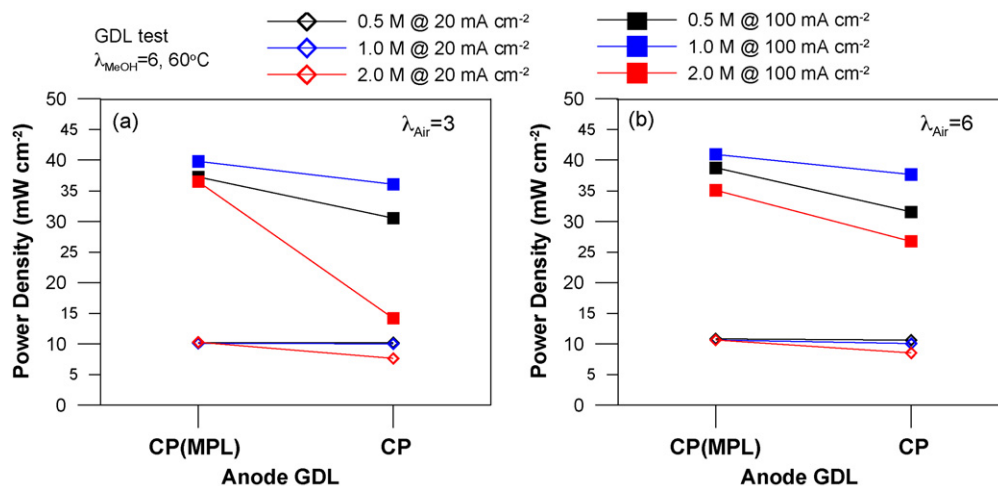 GDL test
λMeOH=6, 60°C
0.5 M @ 20 mA cm-2
1.0 M @ 20 mA cm-2
2.0 M @ 20 mA cm-2
0.5 M @ 100 mA cm-2
1.0 M @ 100 mA cm-2
2.0 M @ 100 mA cm-2
(a)
λAir=3
Power Density (mW cm-2)
50
45
40
35
30
25
20
15
10
5
0
CP(MPL)
CP
Anode GDL
(b)
λAir=6
Power Density (mW cm-2)
50
45
40
35
30
25
20
15
10
5
0
CP(MPL)
CP
Anode GDL